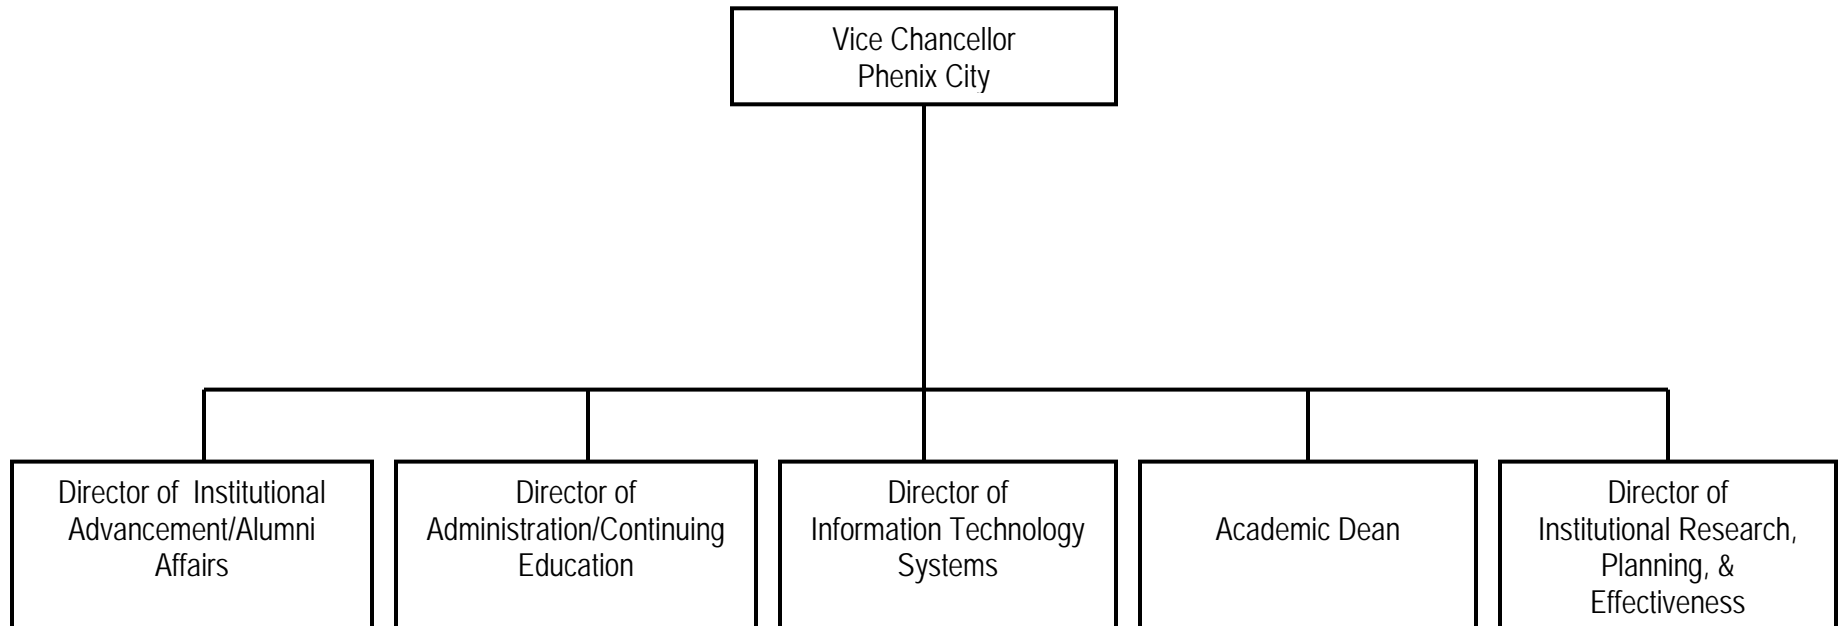 Vice Chancellor
Phenix City
Director of  Institutional
Advancement/Alumni
Affairs
Director of
Administration/Continuing
Education
Director of
Information Technology
Systems
Academic Dean
Director of
Institutional Research,
Planning, &
Effectiveness